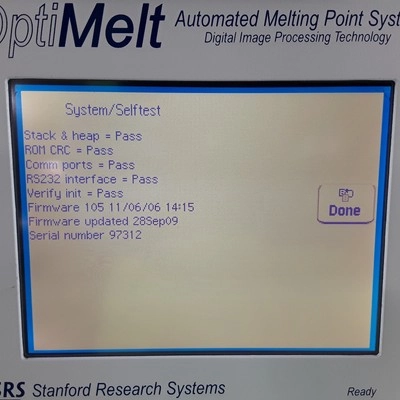 OptiMelt Automated Melting Point Syst
Digital Image Processing Technology
System/Selftest
Stack & heap = Pass
ROM CRC = Pass
Comm ports = Pass
RS232 interface = Pass
Verify init = Pass
Firmware 105 11/06/06 14:15
Firmware updated 28Sep09
Serial number 97312
Done
SRS Stanford Research Systems
Ready